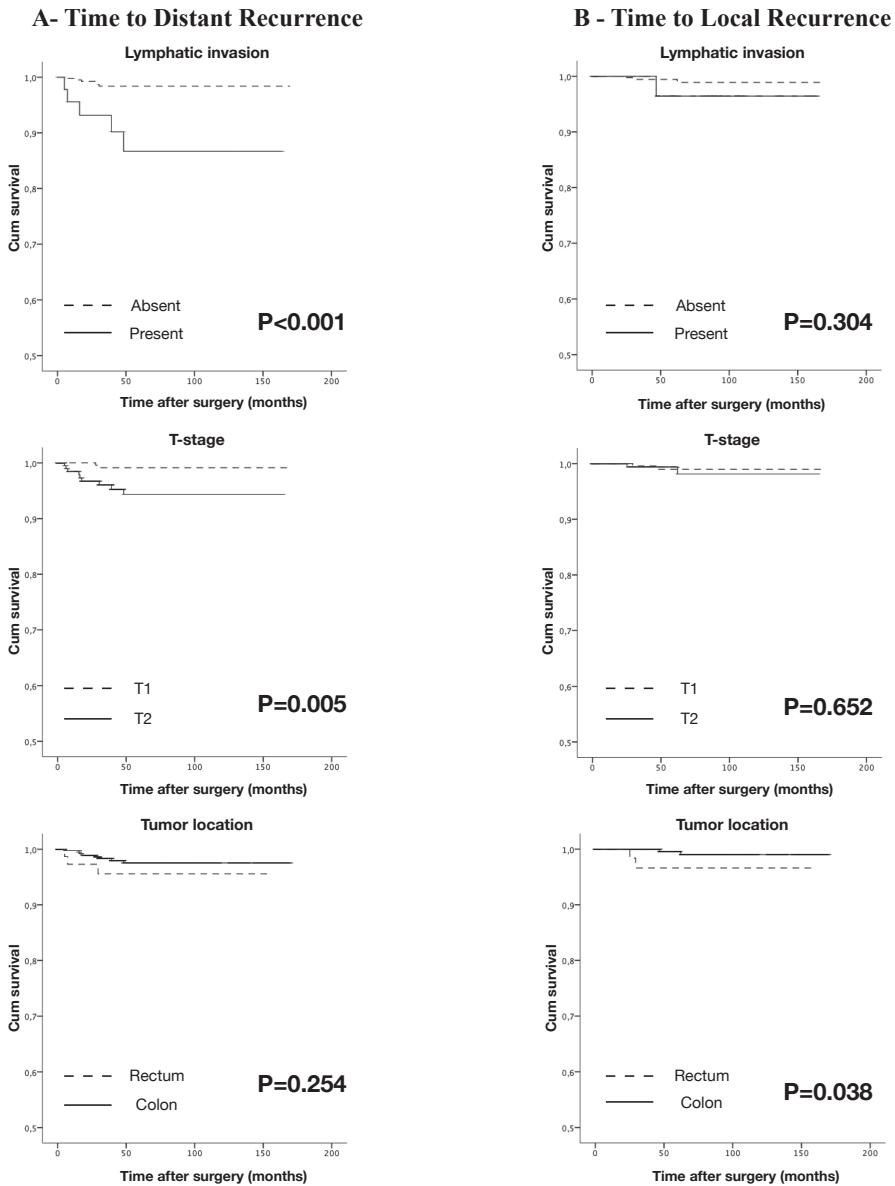 A- Time to Distant Recurrence
B - Time to Local Recurrence
Lymphatic invasion
1,0
0,9
0,8
0,7
0,6
0,5
Cum survival
Absent
Present
P<0.001
0 50 100 150 200
Time after surgery (months)
Lymphatic invasion
1,0
0,9
0,8
0,7
0,6
0,5
Cum survival
Absent
Present
P=0.304
0 50 100 150 200
Time after surgery (months)
T-stage
1,0
0,9
0,8
0,7
0,6
0,5
Cum survival
T1
T2
P=0.005
0 50 100 150 200
Time after surgery (months)
T-stage
1,0
0,9
0,8
0,7
0,6
0,5
Cum survival
T1
T2
P=0.652
0 50 100 150 200
Time after surgery (months)
Tumor location
1,0
0,9
0,8
0,7
0,6
0,5
Cum survival
Rectum
Colon
P=0.254
0 50 100 150 200
Time after surgery (months)
Tumor location
1,0
0,9
0,8
0,7
0,6
0,5
Cum survival
Rectum
Colon
P=0.038
0 50 100 150 200
Time after surgery (months)